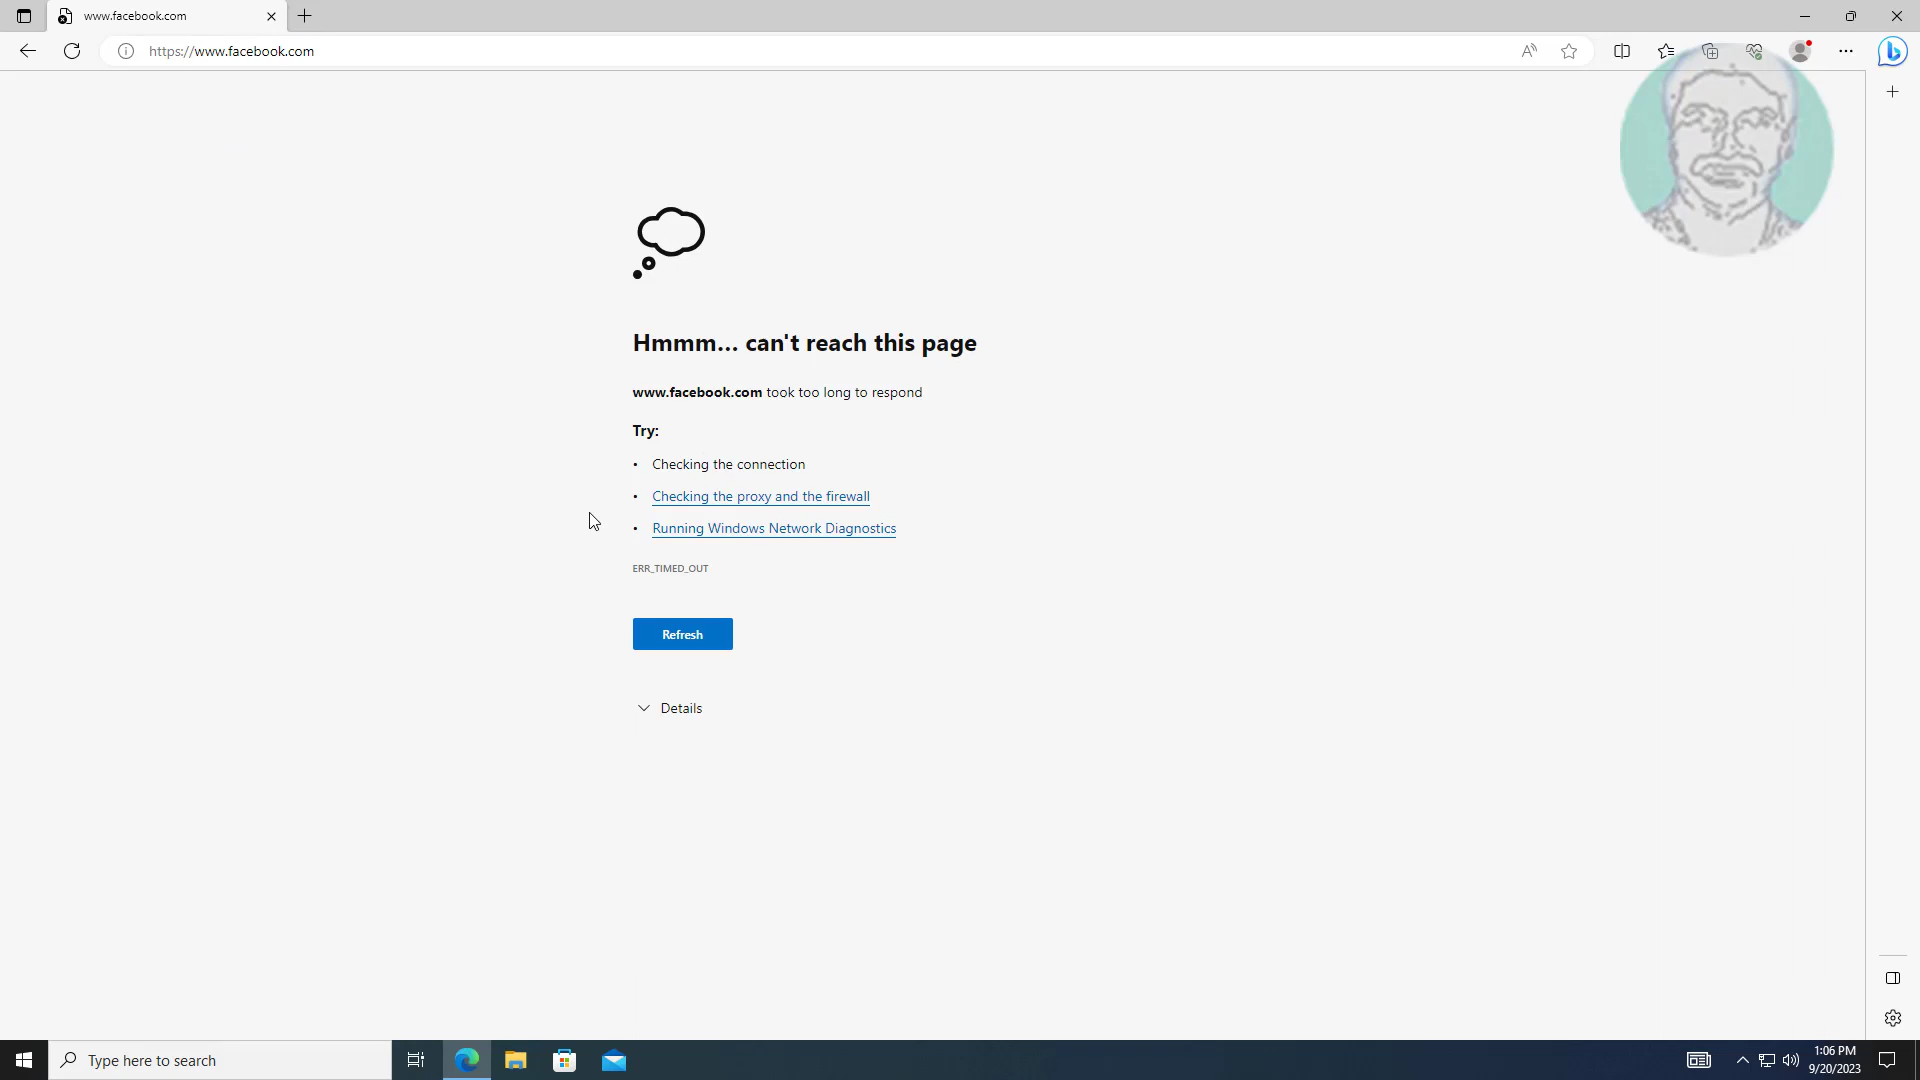 www.facebook.com
https://www.facebook.com
Hmmm... can't reach this page
www.facebook.com took too long to respond
Try:
• Checking the connection
• Checking the proxy and the firewall
• Running Windows Network Diagnostics
ERR_TIMED_OUT
Refresh
Details
Type here to search
1:06 PM
9/20/2023